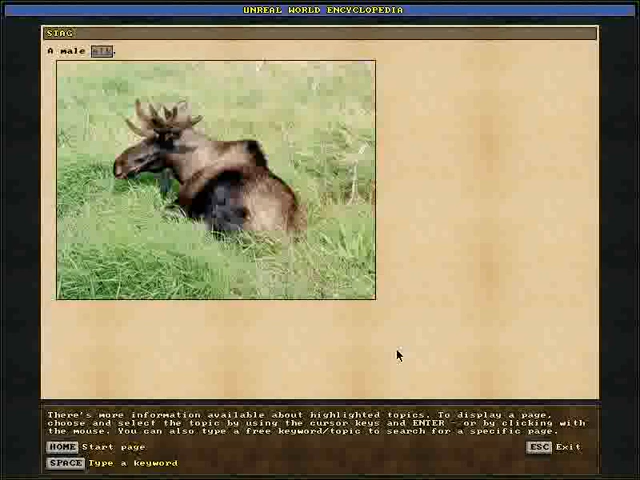 UNREAL WORLD ENCYCLOPEDIA
STAG
A male elk.
There's more information available about highlighted topics. To display a page,
choose and select the topic by using the cursor keys and ENTER - or by clicking with
the mouse. You can also type a free keyword/topic to search for a specific page.
HOME Start page ESC Exit
SPACE Type a keyword